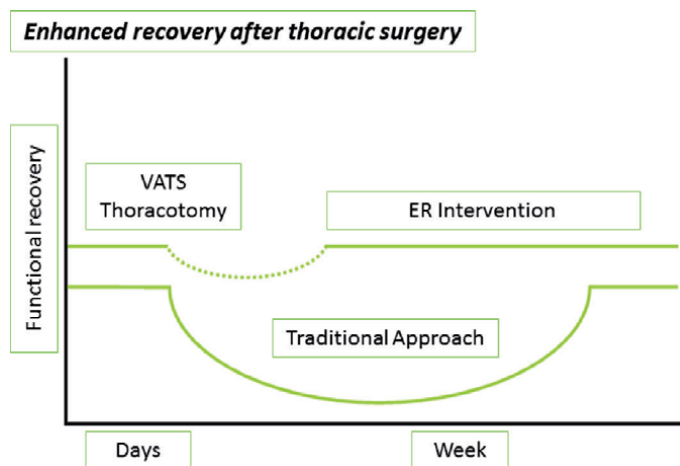 Enhanced recovery after thoracic surgery
Functional recovery
VATS
Thoracotomy
ER Intervention
Traditional Approach
Days
Week